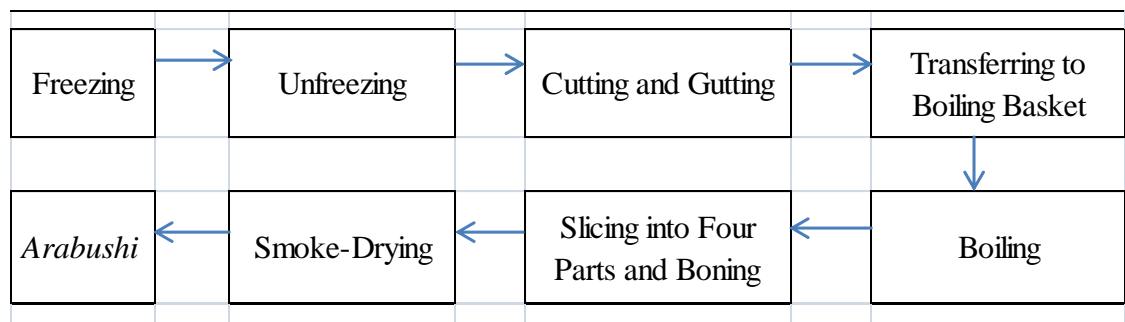 Freezing
Unfreezing
Cutting and Gutting
Transferring to
Boiling Basket
Arabushi
Smoke-Drying
Slicing into Four
Parts and Boning
Boiling